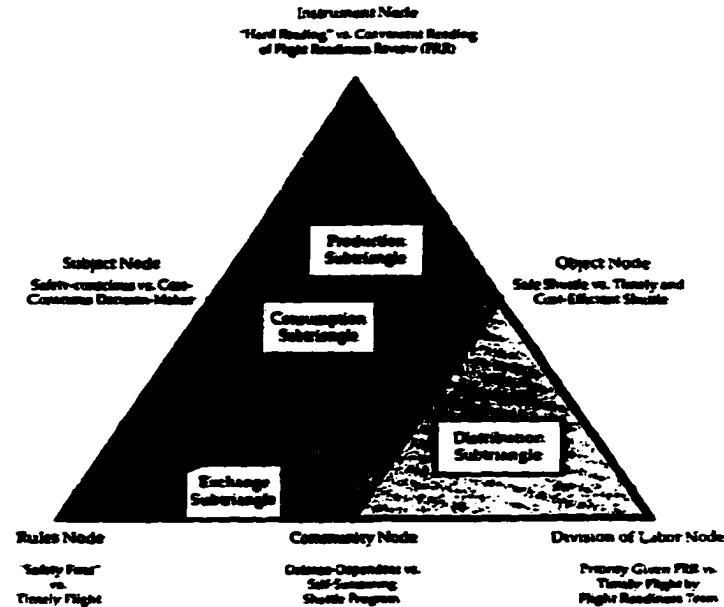 Instrument Node
"Hard Reading" vs. Convenient Reading
of Flight Readiness Review (FRR)
Production
Subtriangle
Subject Node
Safety-conscious vs. Cost-
Conscious Decision-Maker
Object Node
Safe Shuttle vs. Timely and
Cost-Efficient Shuttle
Consumption
Subtriangle
Distribution
Subtriangle
Exchange
Subtriangle
Rules Node
Community Node
Division of Labor Node
"Safety First"
vs.
Timely Flight
Defense-Dependent vs.
Self-Sustaining
Shuttle Program
Priority Given FRR vs.
Timely Flight by
Flight Readiness Team